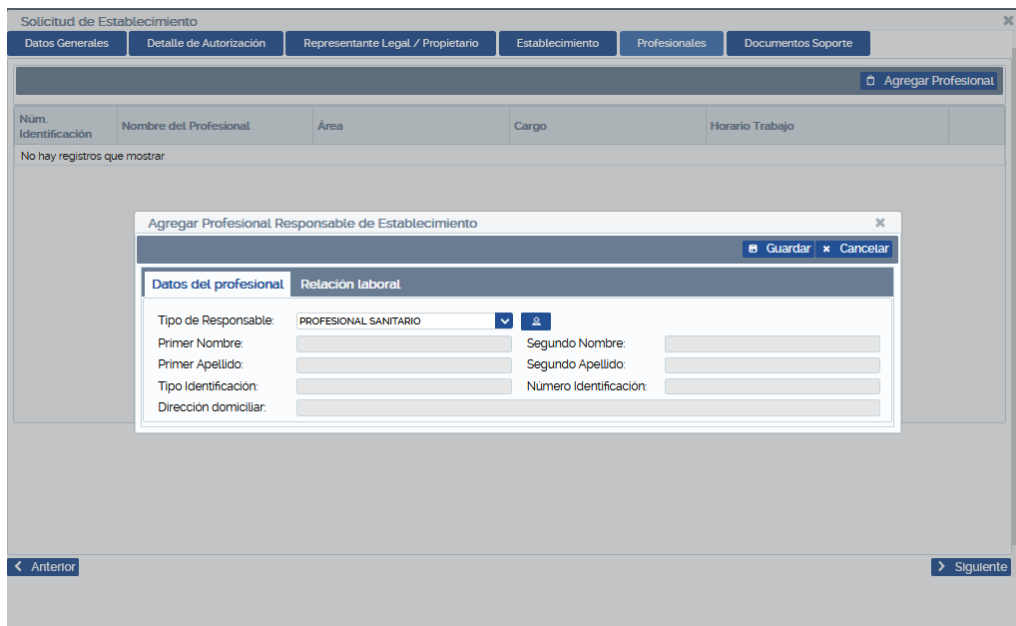 Solicitud de Establecimiento
Datos Generales Detalle de Autorización Representante Legal / Propietario Establecimiento Profesionales Documentos Soporte
Agregar Profesional
Núm. Identificación Nombre del Profesional Área Cargo Horario Trabajo
No hay registros que mostrar
Agregar Profesional Responsable de Establecimiento
Guardar Cancelar
Datos del profesional Relación laboral
Tipo de Responsable: PROFESIONAL SANITARIO
Primer Nombre: Segundo Nombre:
Primer Apellido: Segundo Apellido:
Tipo Identificación: Número Identificación:
Dirección domiciliar:
Anterior Siguiente